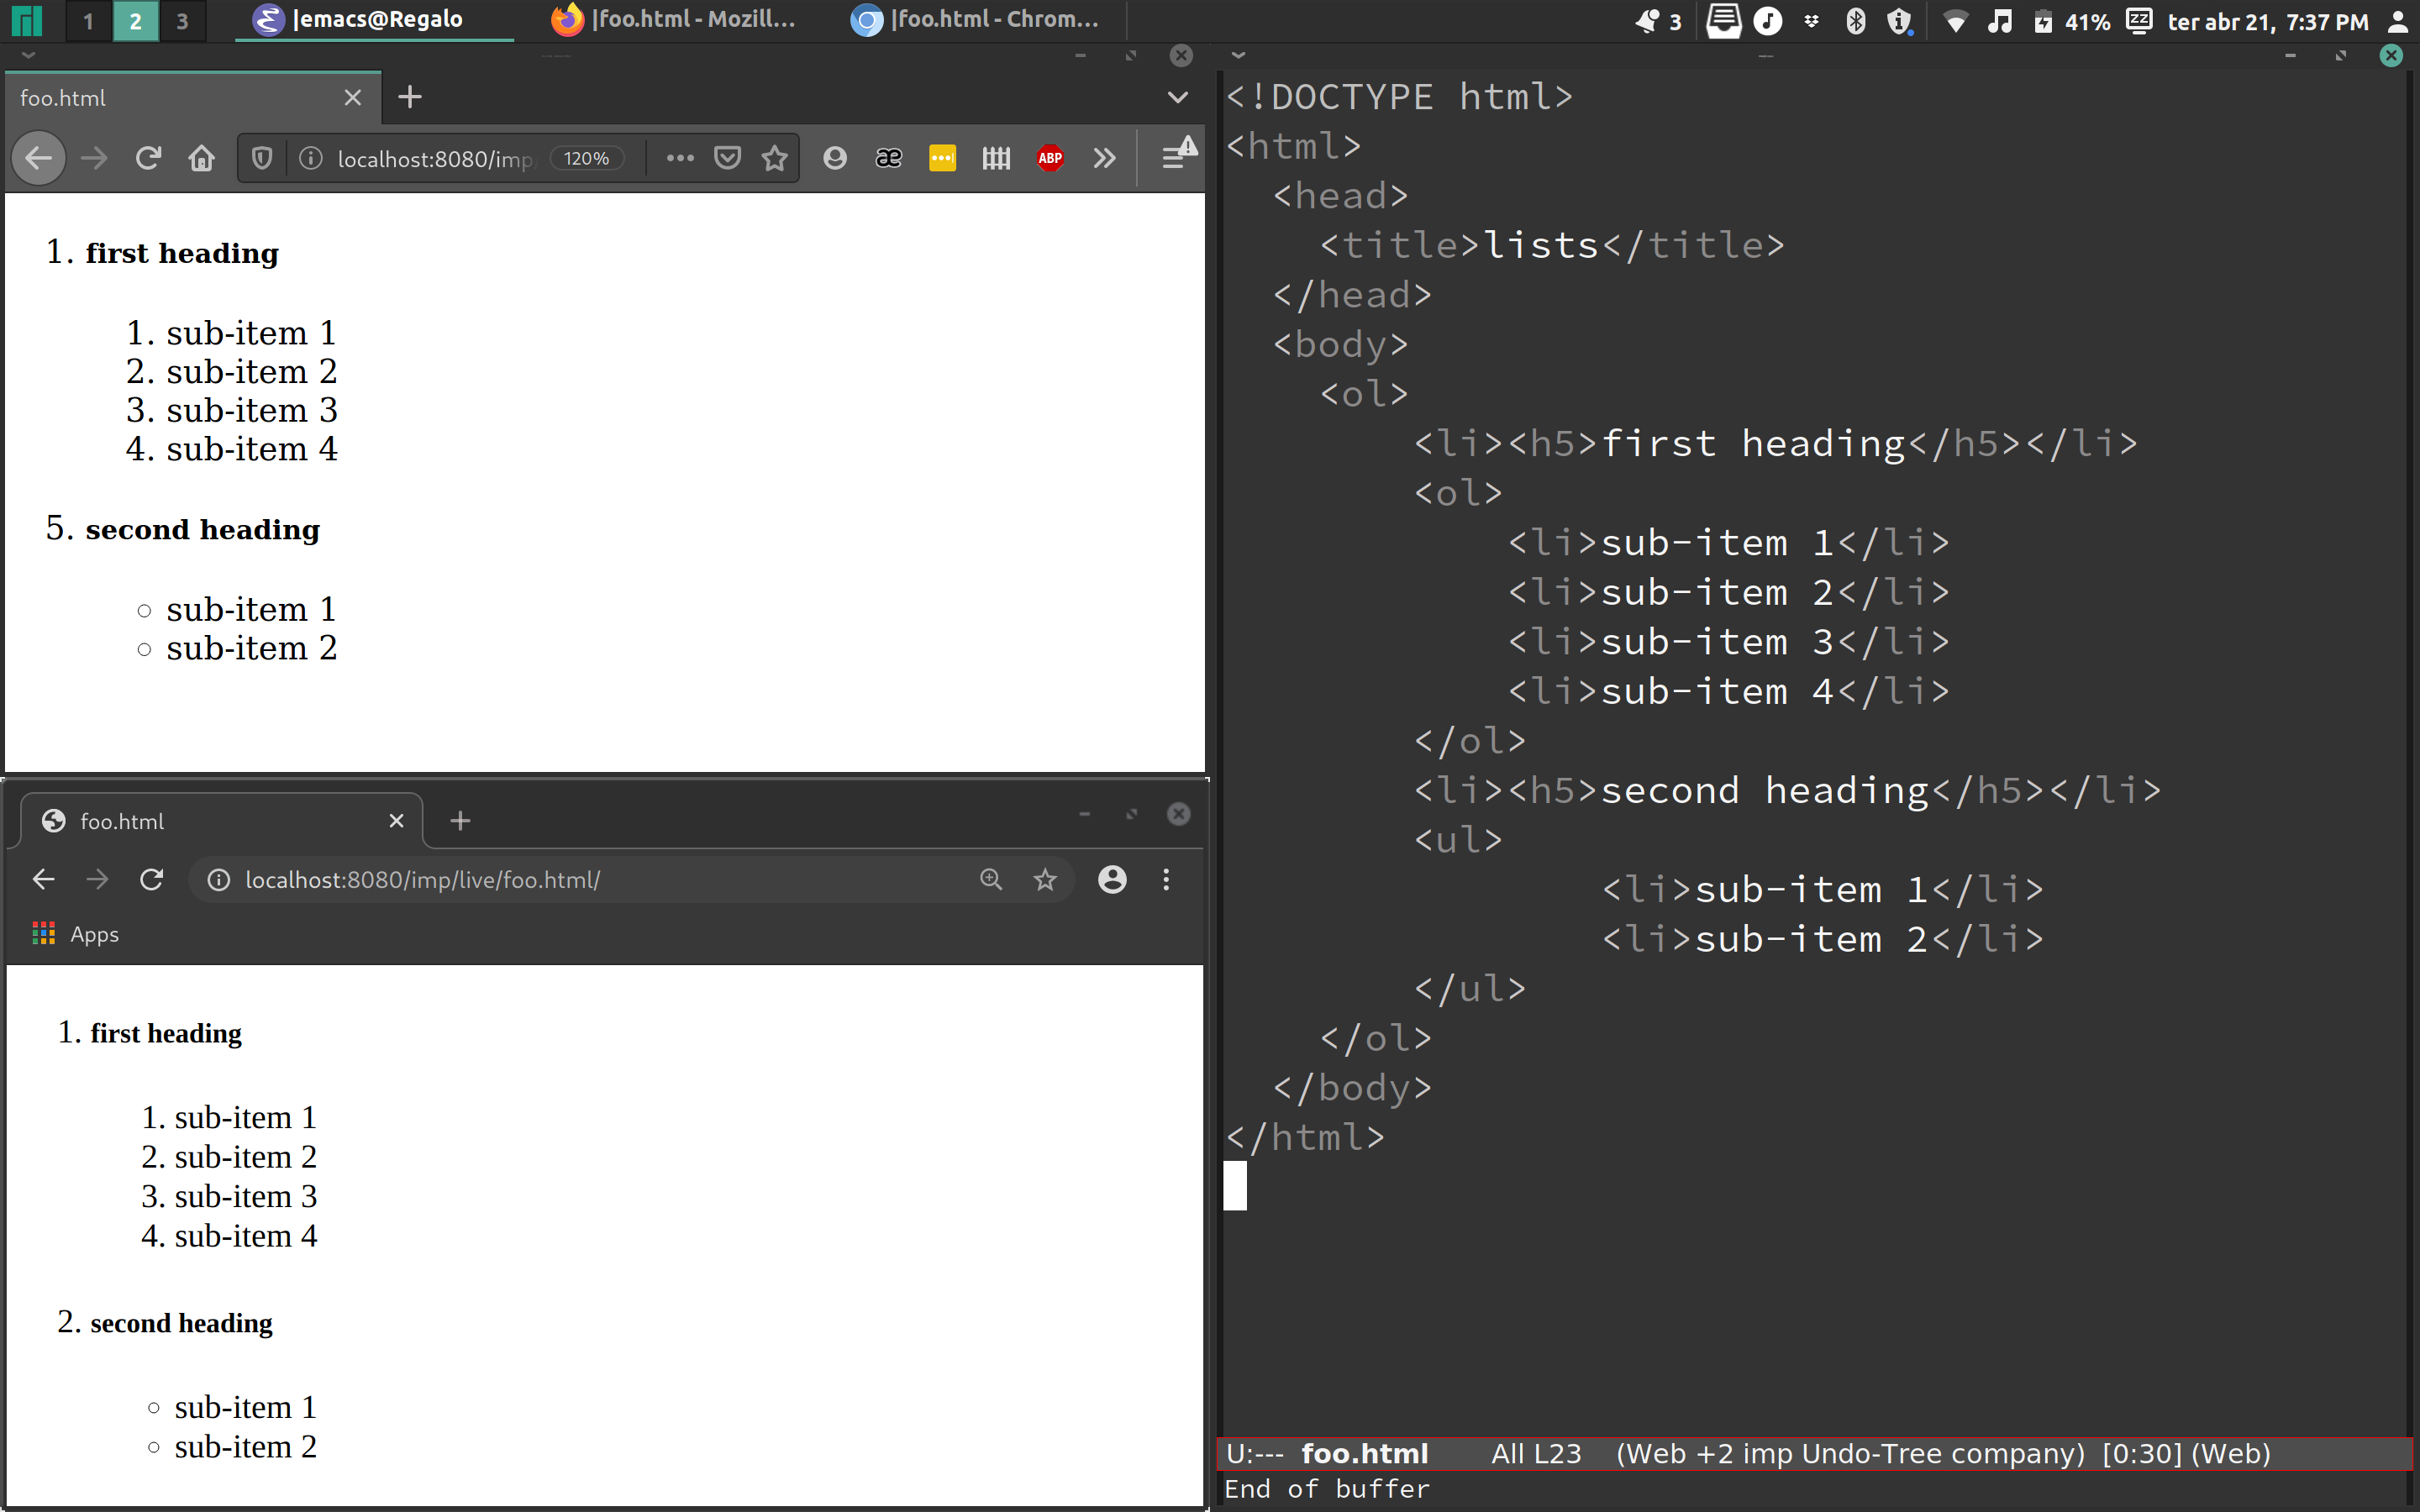 1 2 3 |emacs@Regalo |foo.html - Mozill... |foo.html - Chrom... 3 41% zz ter abr 21, 7:37 PM
foo.html
localhost:8080/imp 120% æ ABP
1. first heading
1. sub-item 1
2. sub-item 2
3. sub-item 3
4. sub-item 4
5. second heading
○ sub-item 1
○ sub-item 2
foo.html
localhost:8080/imp/live/foo.html/
Apps
1. first heading
1. sub-item 1
2. sub-item 2
3. sub-item 3
4. sub-item 4
2. second heading
○ sub-item 1
○ sub-item 2
<!DOCTYPE html>
<html>
  <head>
    <title>lists</title>
  </head>
  <body>
    <ol>
        <li><h5>first heading</h5></li>
        <ol>
            <li>sub-item 1</li>
            <li>sub-item 2</li>
            <li>sub-item 3</li>
            <li>sub-item 4</li>
        </ol>
        <li><h5>second heading</h5></li>
        <ul>
                <li>sub-item 1</li>
                <li>sub-item 2</li>
        </ul>
    </ol>
  </body>
</html>
U:--- foo.html All L23 (Web +2 imp Undo-Tree company) [0:30] (Web)
End of buffer